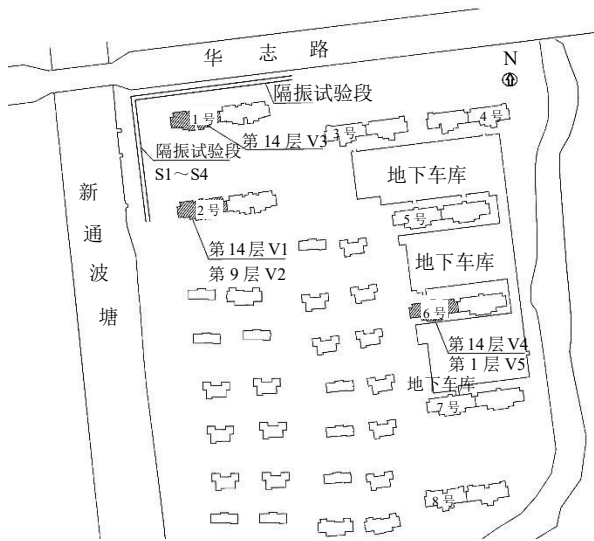 华志路
N
隔振试验段
1号
4号
3号
第14层V3
隔振试验段
S1～S4
地下车库
新通波塘
2号
5号
第14层V1
第9层V2
地下车库
6号
第14层V4
第1层V5
地下车库
7号
8号